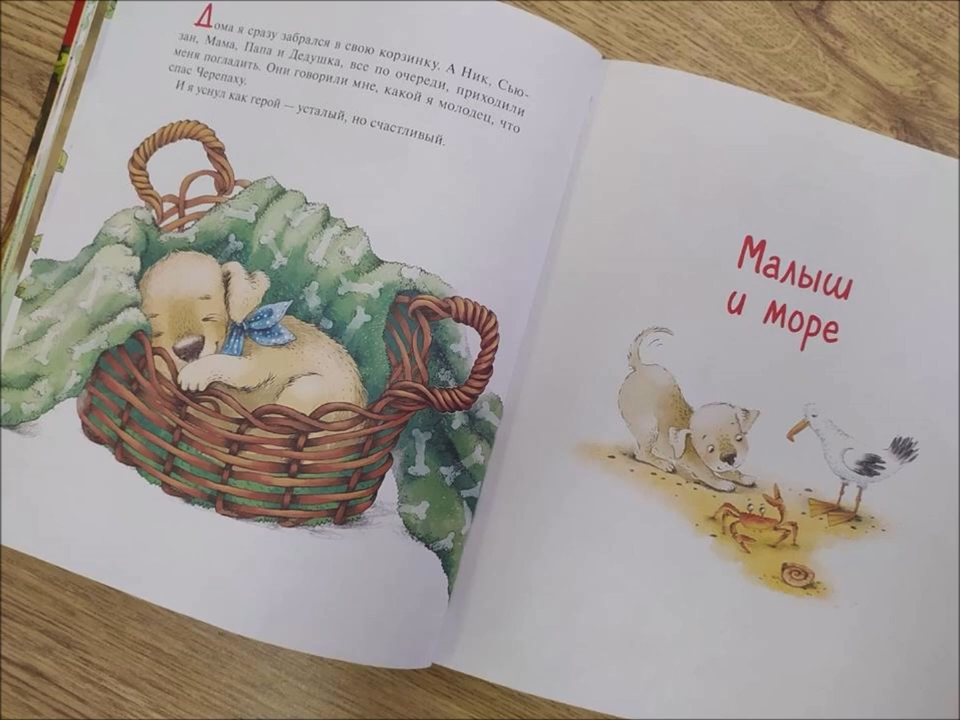 Дома я сразу забрался в свою корзинку. А Ник, Сью-
зан, Мама, Папа и Дедушка, все по очереди, приходили
меня погладить. Они говорили мне, какой я молодец, что
спас Черепаху.
И я уснул как герой — усталый, но счастливый.
Малыш
и море